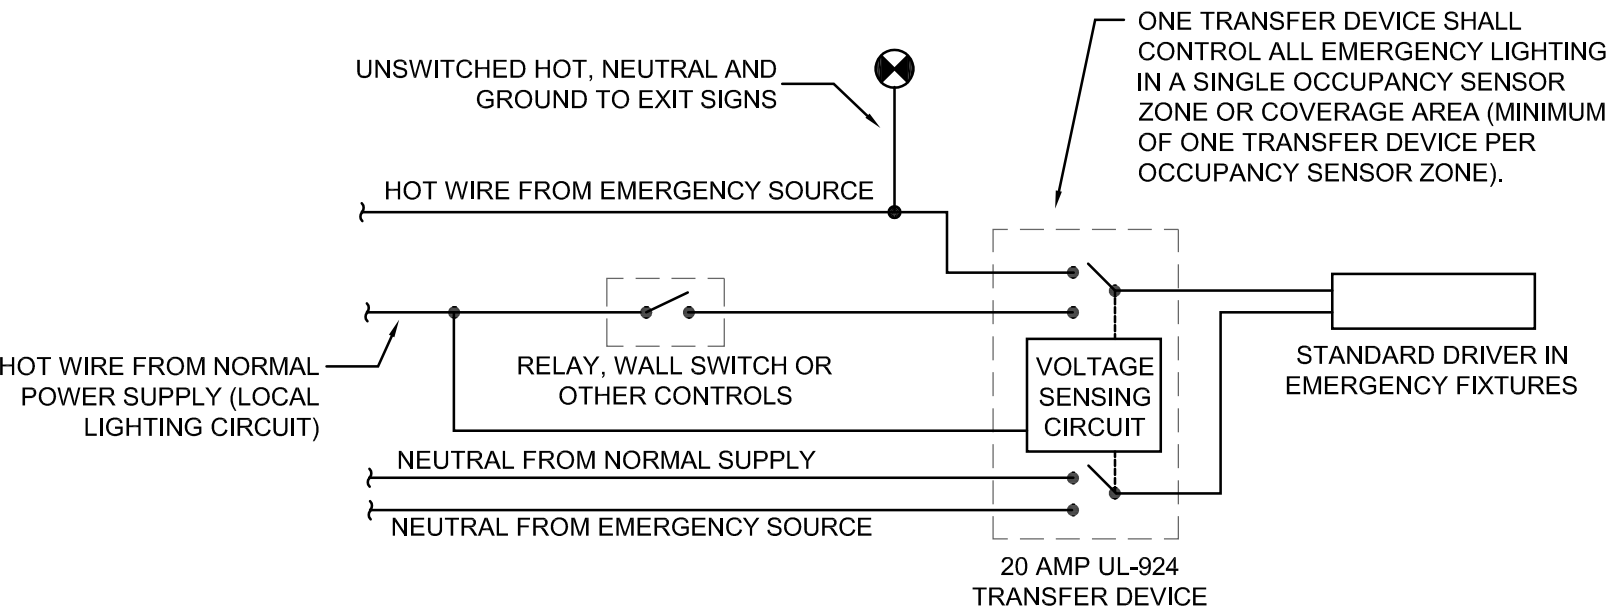 ONE TRANSFER DEVICE SHALL
CONTROL ALL EMERGENCY LIGHTING
IN A SINGLE OCCUPANCY SENSOR
ZONE OR COVERAGE AREA (MINIMUM
OF ONE TRANSFER DEVICE PER
OCCUPANCY SENSOR ZONE).
UNSWITCHED HOT, NEUTRAL AND
GROUND TO EXIT SIGNS
HOT WIRE FROM EMERGENCY SOURCE
HOT WIRE FROM NORMAL
POWER SUPPLY (LOCAL
LIGHTING CIRCUIT)
RELAY, WALL SWITCH OR
OTHER CONTROLS
VOLTAGE
SENSING
CIRCUIT
STANDARD DRIVER IN
EMERGENCY FIXTURES
NEUTRAL FROM NORMAL SUPPLY
NEUTRAL FROM EMERGENCY SOURCE
20 AMP UL-924
TRANSFER DEVICE